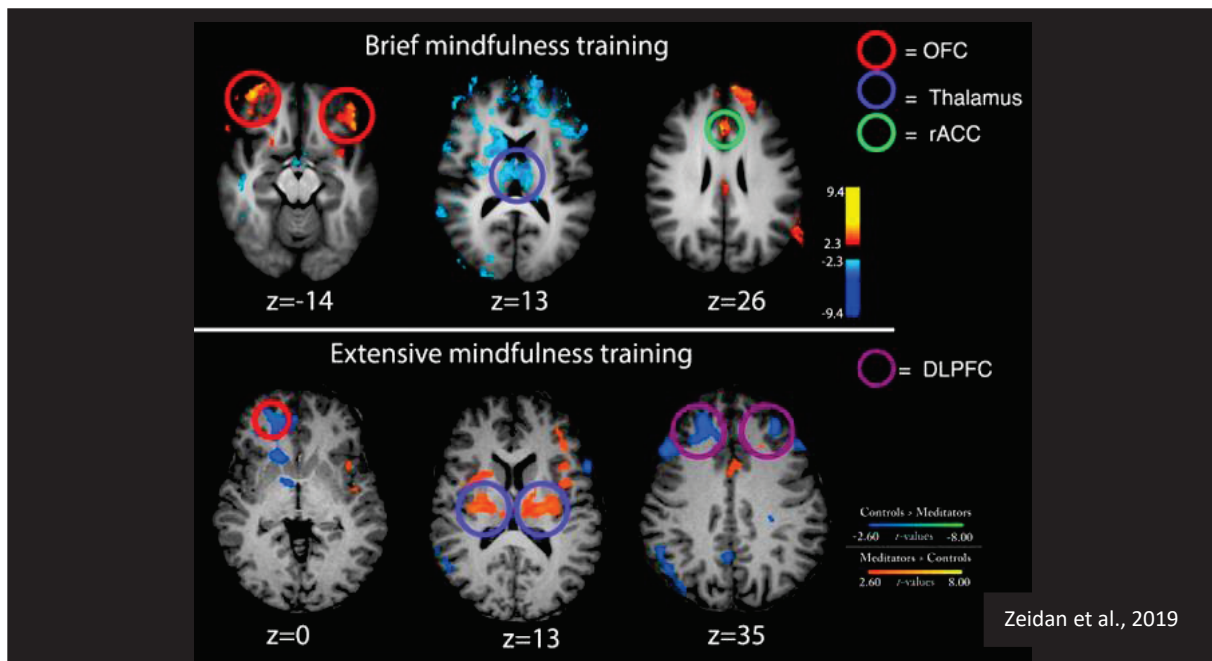 Brief mindfulness training
= OFC
= Thalamus
= rACC
9.4
2.3
-2.3
-9.4
z=-14
z=13
z=26
Extensive mindfulness training
= DLPFC
Controls > Meditators
-2.60 t-values -8.00
Meditators > Controls
2.60 t-values 8.00
z=0
z=13
z=35
Zeidan et al., 2019